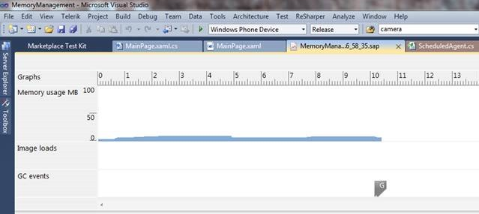 MemoryManagement - Microsoft Visual Studio
File Edit View Telerik Project Build Debug Team Data Tools Architecture Test ReSharper Analyze Window Help
Windows Phone Device Release camera
Marketplace Test Kit MainPage.xaml.cs MainPage.xaml MemoryMana...6_58_35.sap ScheduledAgent.cs
Server Explorer
Toolbox
Graphs 0 1 2 3 4 5 6 7 8 9 10 11 12 13
Memory usage MB 100
50
0
Image loads
GC events
G